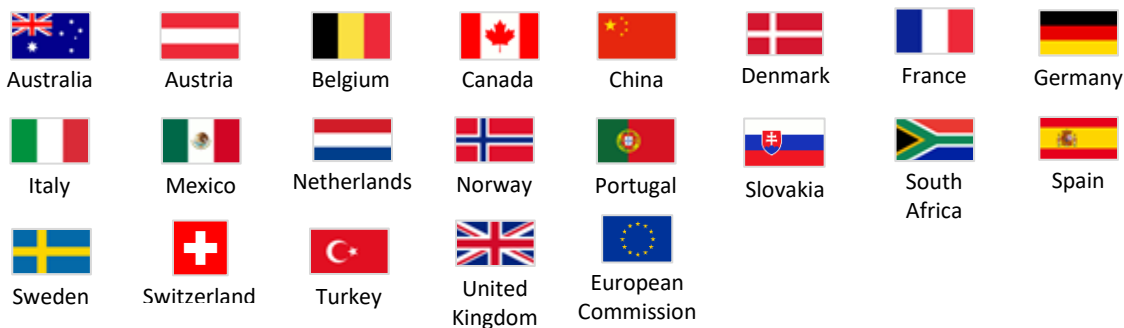 Australia
Austria
Belgium
Canada
China
Denmark
France
Germany
Italy
Mexico
Netherlands
Norway
Portugal
Slovakia
South
Africa
Spain
Sweden
Switzerland
Turkey
United
Kingdom
European
Commission